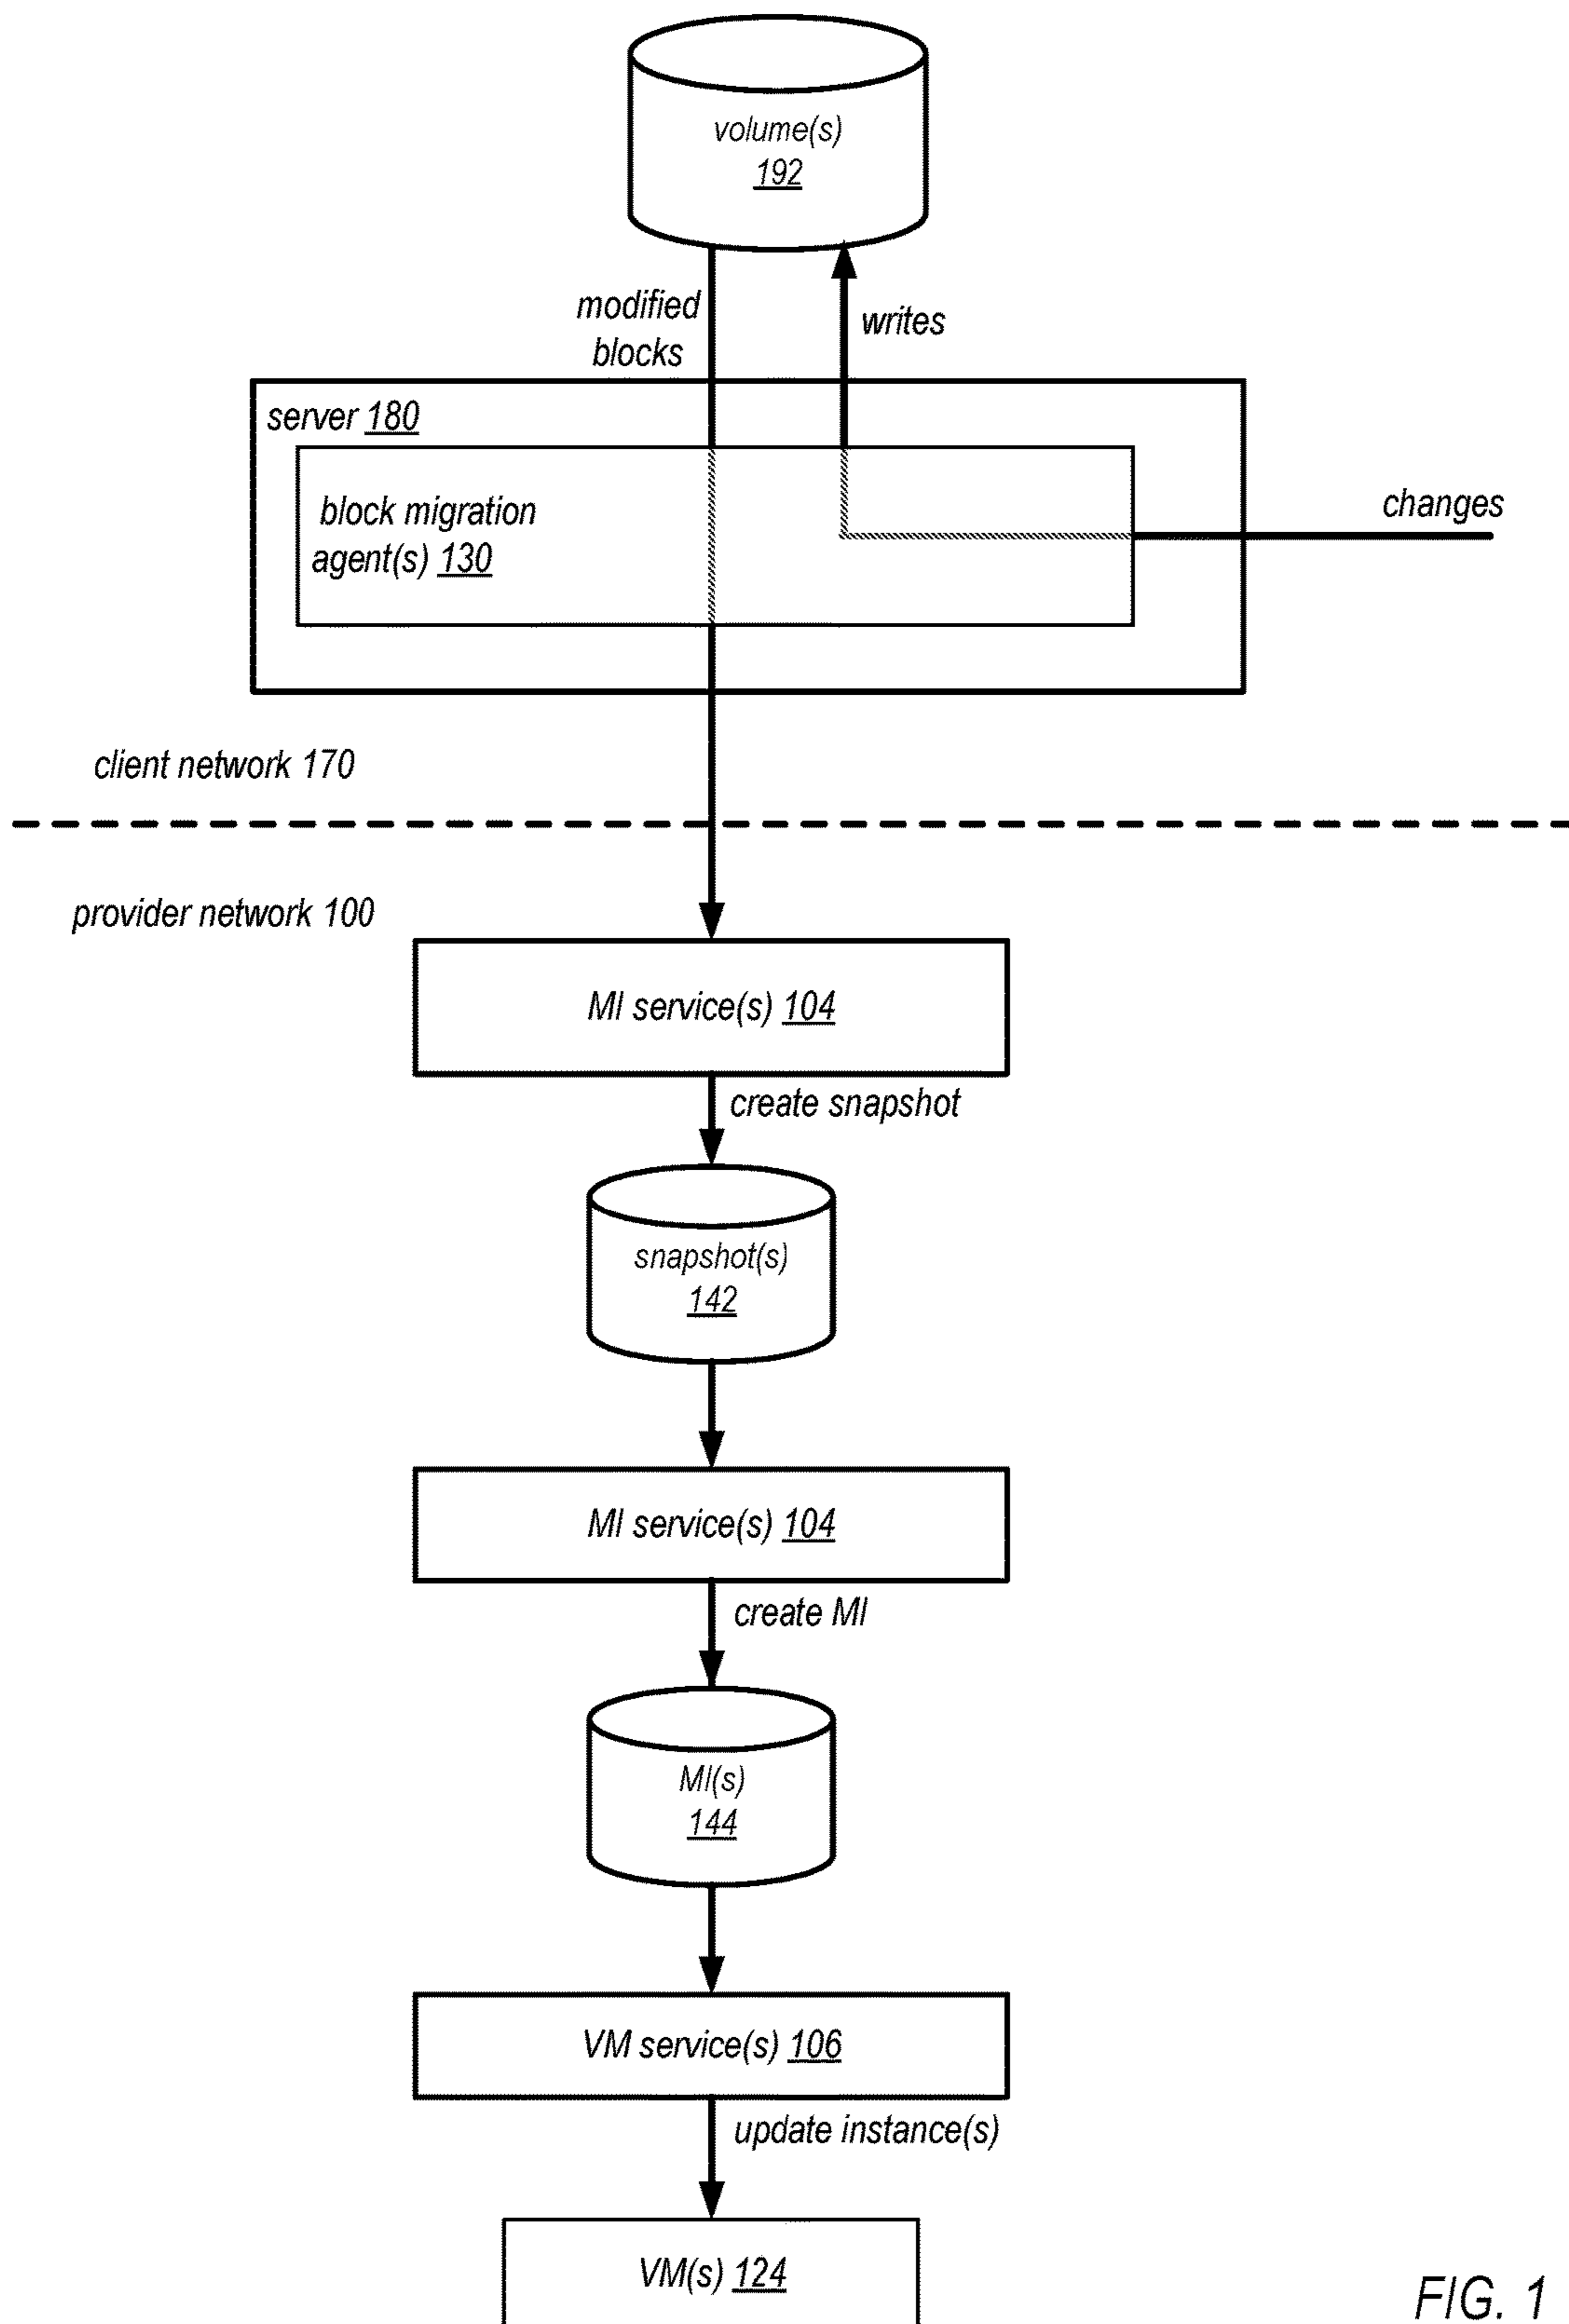 volume(s)
192
modified
blocks
writes
server 180
block migration
agent(s) 130
changes
client network 170
provider network 100
MI service(s) 104
create snapshot
snapshot(s)
142
MI service(s) 104
create MI
MI(s)
144
VM service(s) 106
update instance(s)
VM(s) 124
FIG. 1